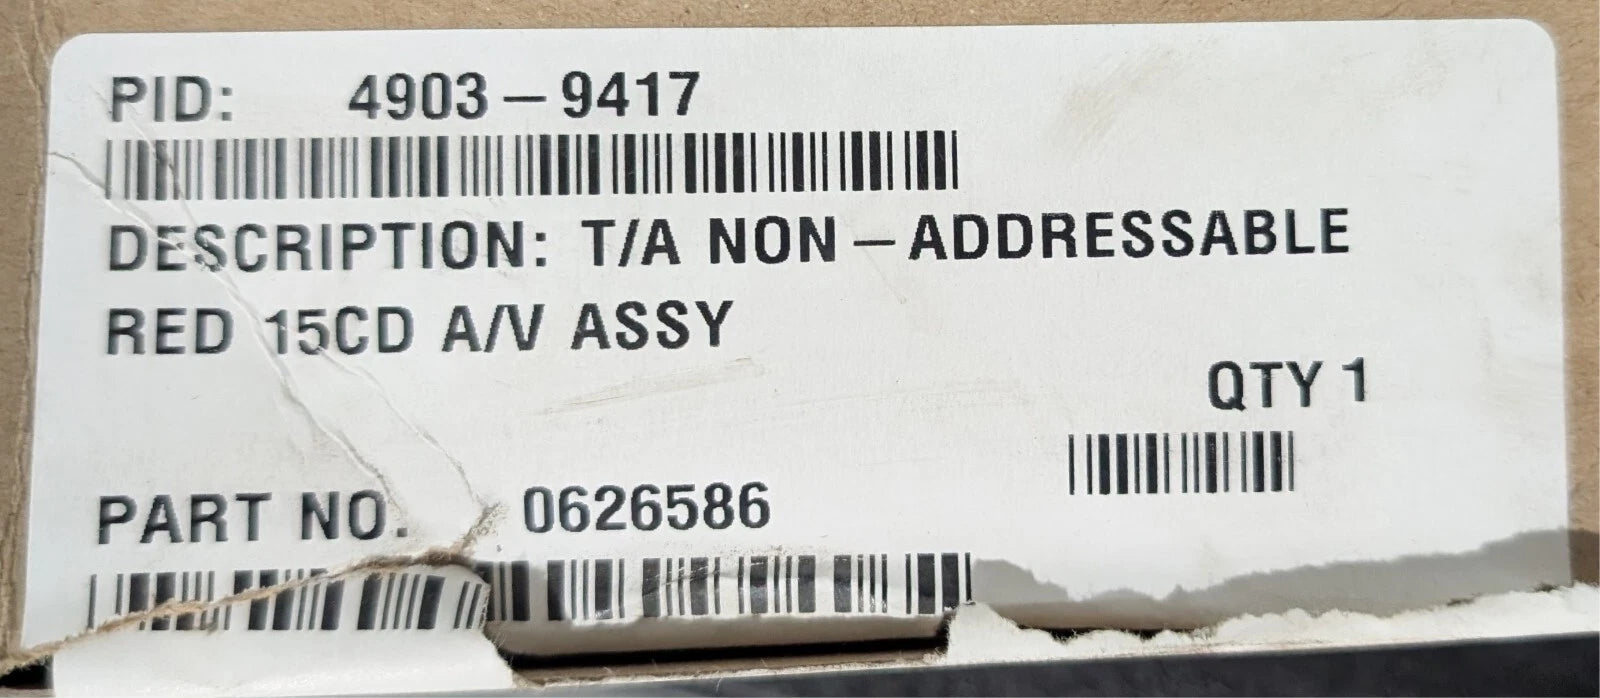 PID: 4903-9417
DESCRIPTION: T/A NON-ADDRESSABLE
RED 15CD A/V ASSY
QTY 1
PART NO. 0626586